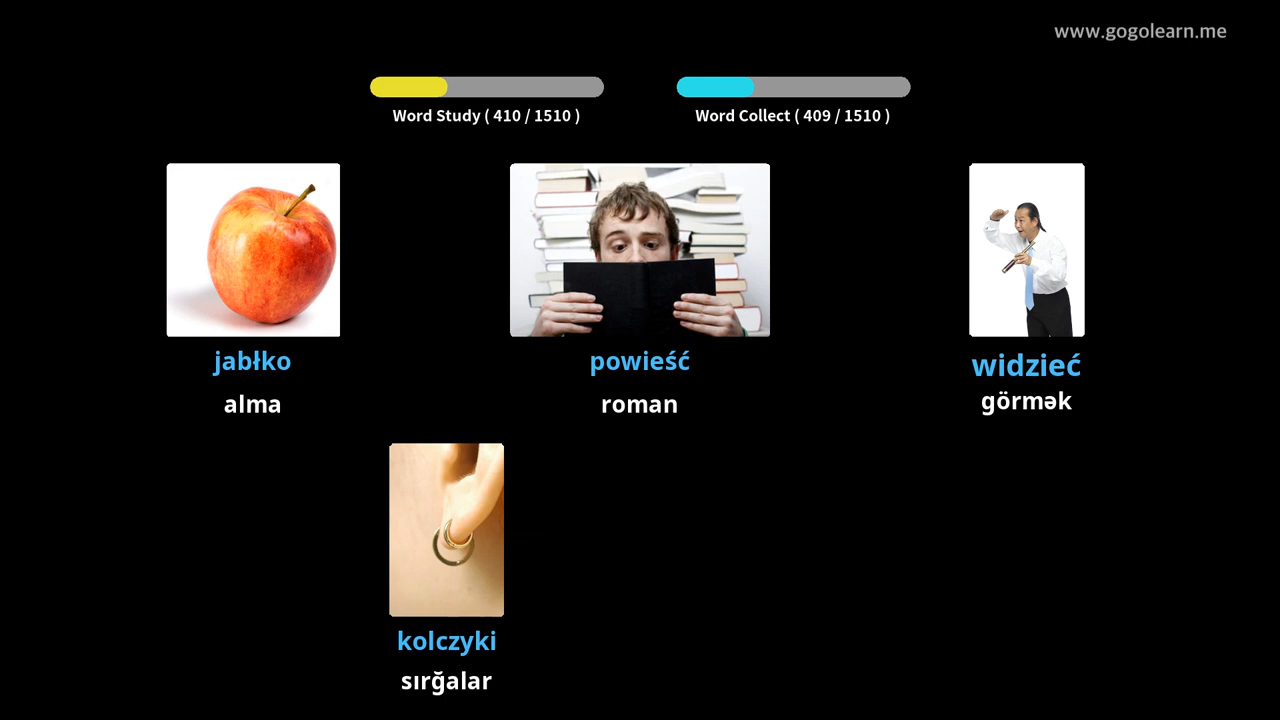 www.gogolearn.me
Word Study ( 410 / 1510 )
Word Collect ( 409 / 1510 )
jabłko
alma
powieść
roman
widzieć
görmək
kolczyki
sırğalar